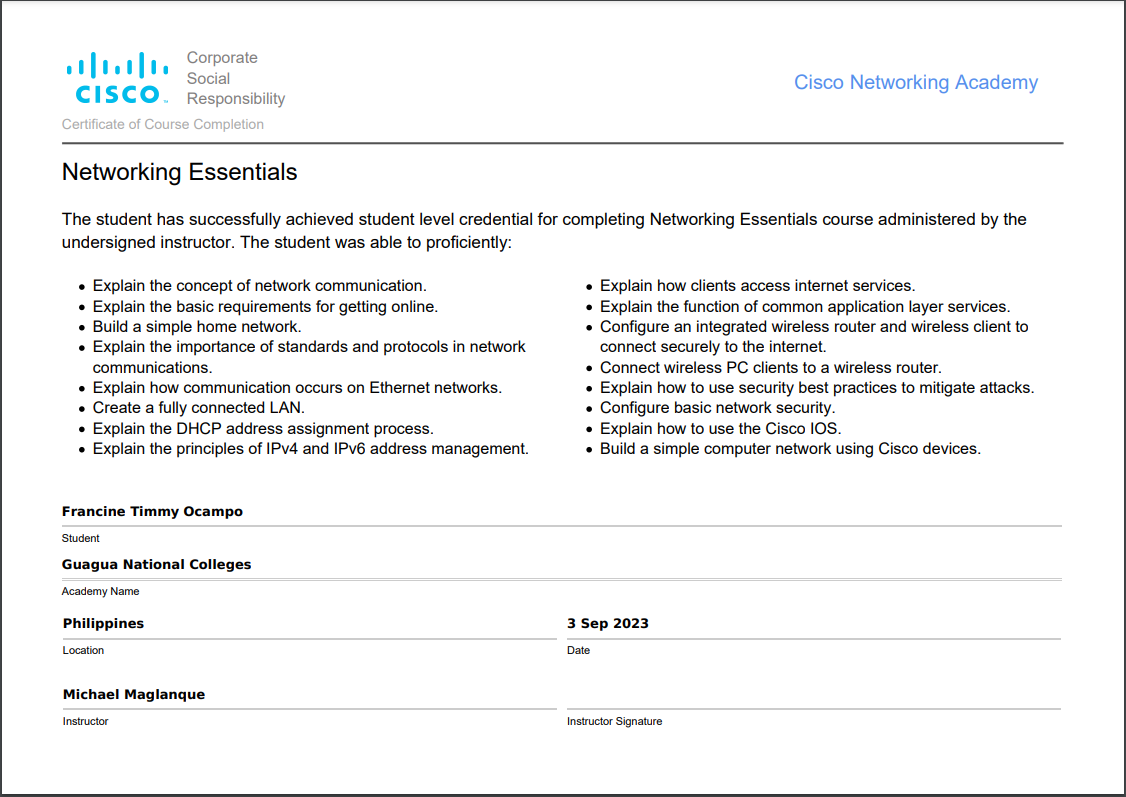 Corporate
Social
Responsibility
CISCO™
Cisco Networking Academy
Certificate of Course Completion
Networking Essentials
The student has successfully achieved student level credential for completing Networking Essentials course administered by the
undersigned instructor. The student was able to proficiently:
• Explain the concept of network communication.
• Explain the basic requirements for getting online.
• Build a simple home network.
• Explain the importance of standards and protocols in network
communications.
• Explain how communication occurs on Ethernet networks.
• Create a fully connected LAN.
• Explain the DHCP address assignment process.
• Explain the principles of IPv4 and IPv6 address management.
• Explain how clients access internet services.
• Explain the function of common application layer services.
• Configure an integrated wireless router and wireless client to
connect securely to the internet.
• Connect wireless PC clients to a wireless router.
• Explain how to use security best practices to mitigate attacks.
• Configure basic network security.
• Explain how to use the Cisco IOS.
• Build a simple computer network using Cisco devices.
Francine Timmy Ocampo
Student
Guagua National Colleges
Academy Name
Philippines
Location
3 Sep 2023
Date
Michael Maglanque
Instructor
Instructor Signature